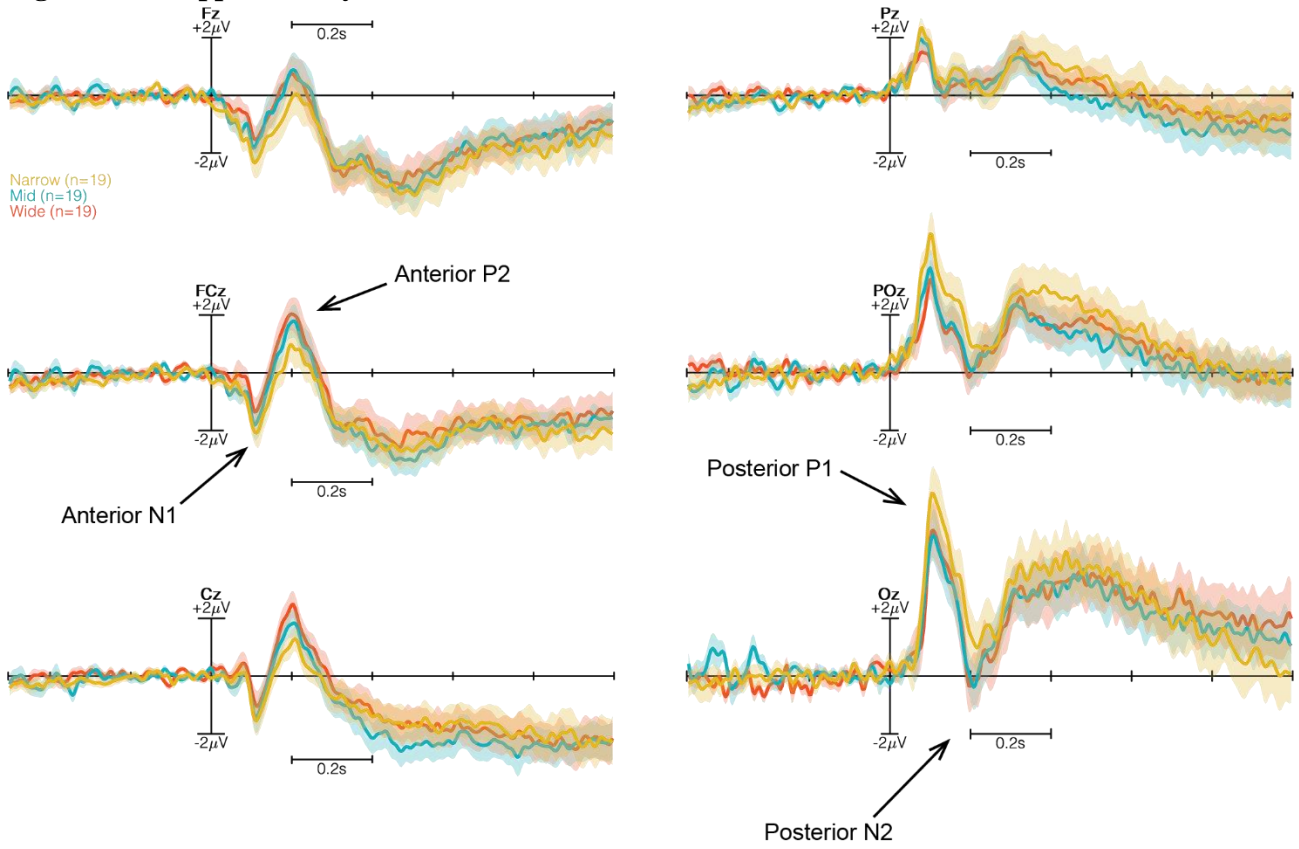 Fz
+2μV
0.2s
-2μV
Narrow (n=19)
Mid (n=19)
Wide (n=19)
Anterior P2
FCz
+2μV
-2μV
0.2s
Anterior N1
Cz
+2μV
-2μV
0.2s
Pz
+2μV
-2μV
0.2s
POz
+2μV
-2μV
0.2s
Posterior P1
Oz
+2μV
-2μV
0.2s
Posterior N2